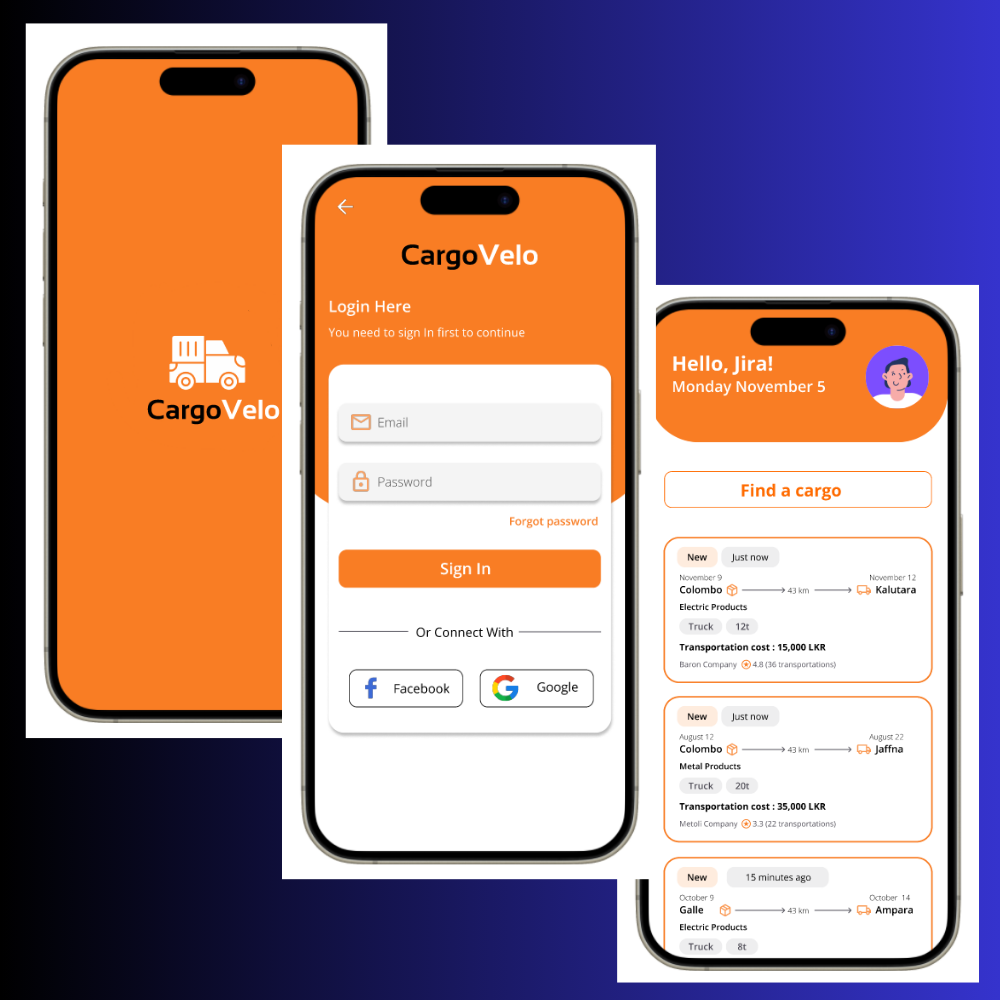 CargoVelo
CargoVelo
Login Here
You need to sign In first to continue
Email
Password
Forgot password
Sign In
Or Connect With
Facebook
Google
Hello, Jira!
Monday November 5
Find a cargo
New Just now
November 9 November 12
Colombo 43 km Kalutara
Electric Products
Truck 12t
Transportation cost : 15,000 LKR
Baron Company 4.8 (36 transportations)
New Just now
August 12 August 22
Colombo 43 km Jaffna
Metal Products
Truck 20t
Transportation cost : 35,000 LKR
Metoli Company 3.3 (22 transportations)
New 15 minutes ago
October 9 October 14
Galle 43 km Ampara
Electric Products
Truck 8t